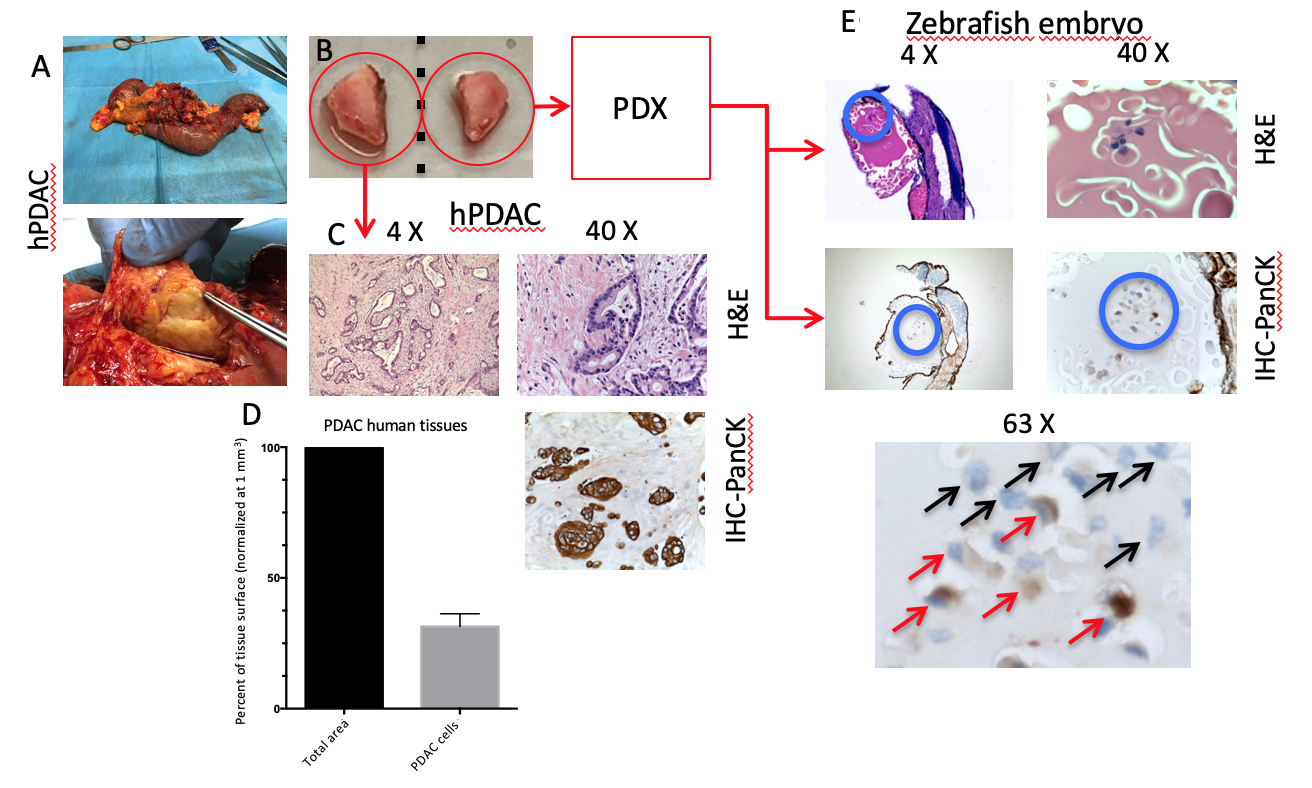 A
hPDAC
B
PDX
C
hPDAC
4 X
40 X
H&E
IHC-PanCK
D
PDAC human tissues
Percent of tissue surface (normalized at 1 mm³)
100
50
0
Total area
PDAC cells
E
Zebrafish embryo
4 X
40 X
H&E
IHC-PanCK
63 X